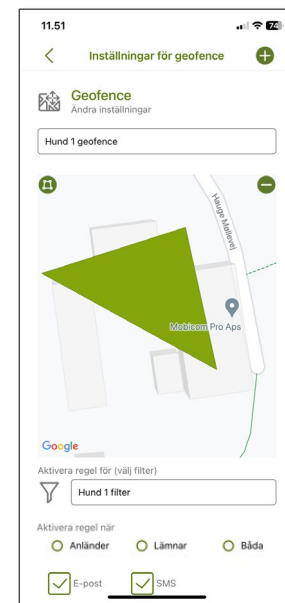 11.51
74
Inställningar för geofence
Geofence
Ändra inställningar
Hund 1 geofence
Hauge Møllevej
Mobicom Pro Aps
Google
Aktivera regel för (välj filter)
Hund 1 filter
Aktivera regel när
Anländer Lämnar Båda
E-post SMS